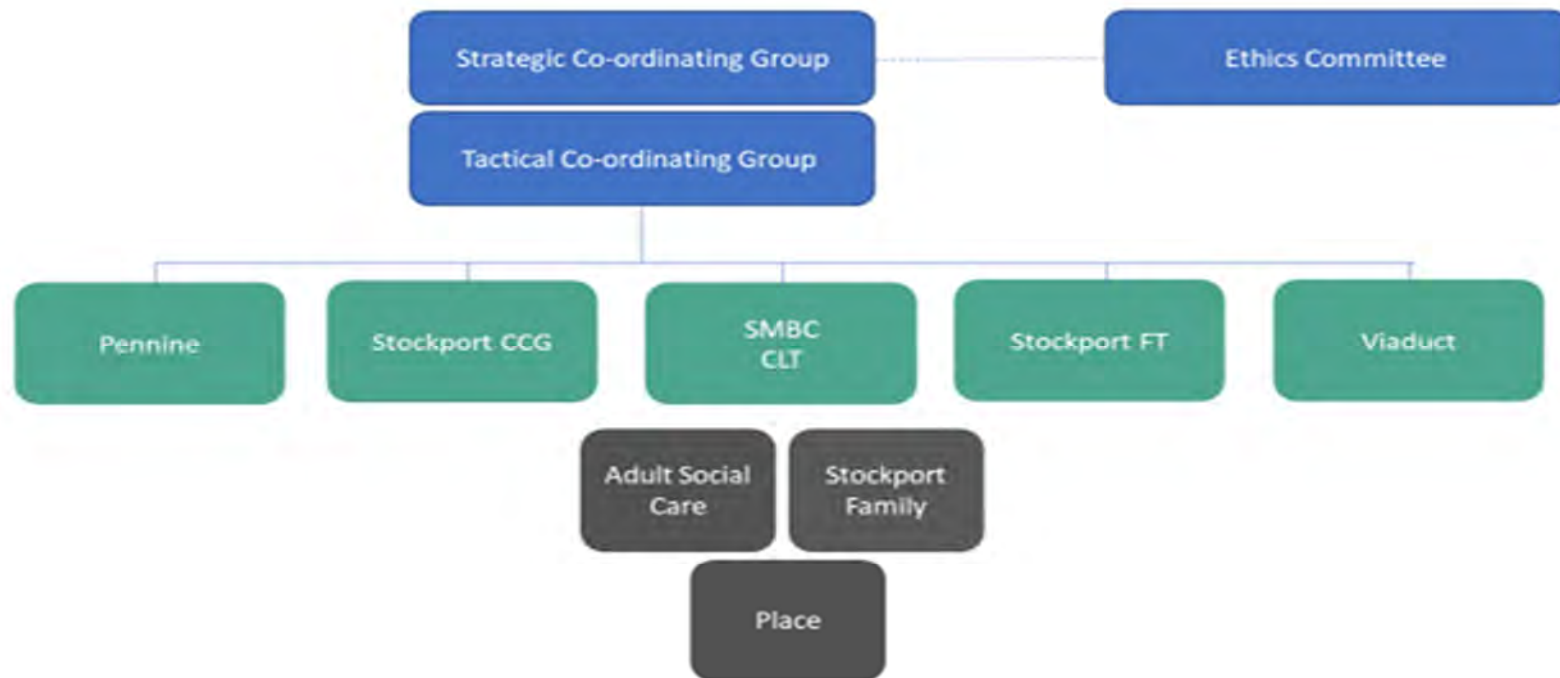 Strategic Co-ordinating Group
Ethics Committee
Tactical Co-ordinating Group
Pennine
Stockport CCG
SMBC
CLT
Stockport FT
Viaduct
Adult Social
Care
Stockport
Family
Place